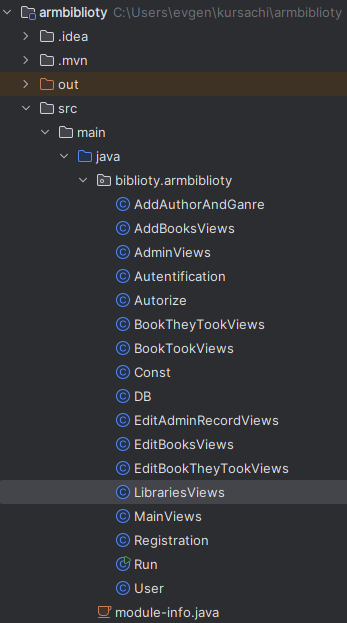 armbiblioty C:\Users\evgen\kursachi\armbiblioty
.idea
.mvn
out
src
main
java
biblioty.armbiblioty
AddAuthorAndGanre
AddBooksViews
AdminViews
Autentification
Autorize
BookTheyTookViews
BookTookViews
Const
DB
EditAdminRecordViews
EditBooksViews
EditBookTheyTookViews
LibrariesViews
MainViews
Registration
Run
User
module-info.java